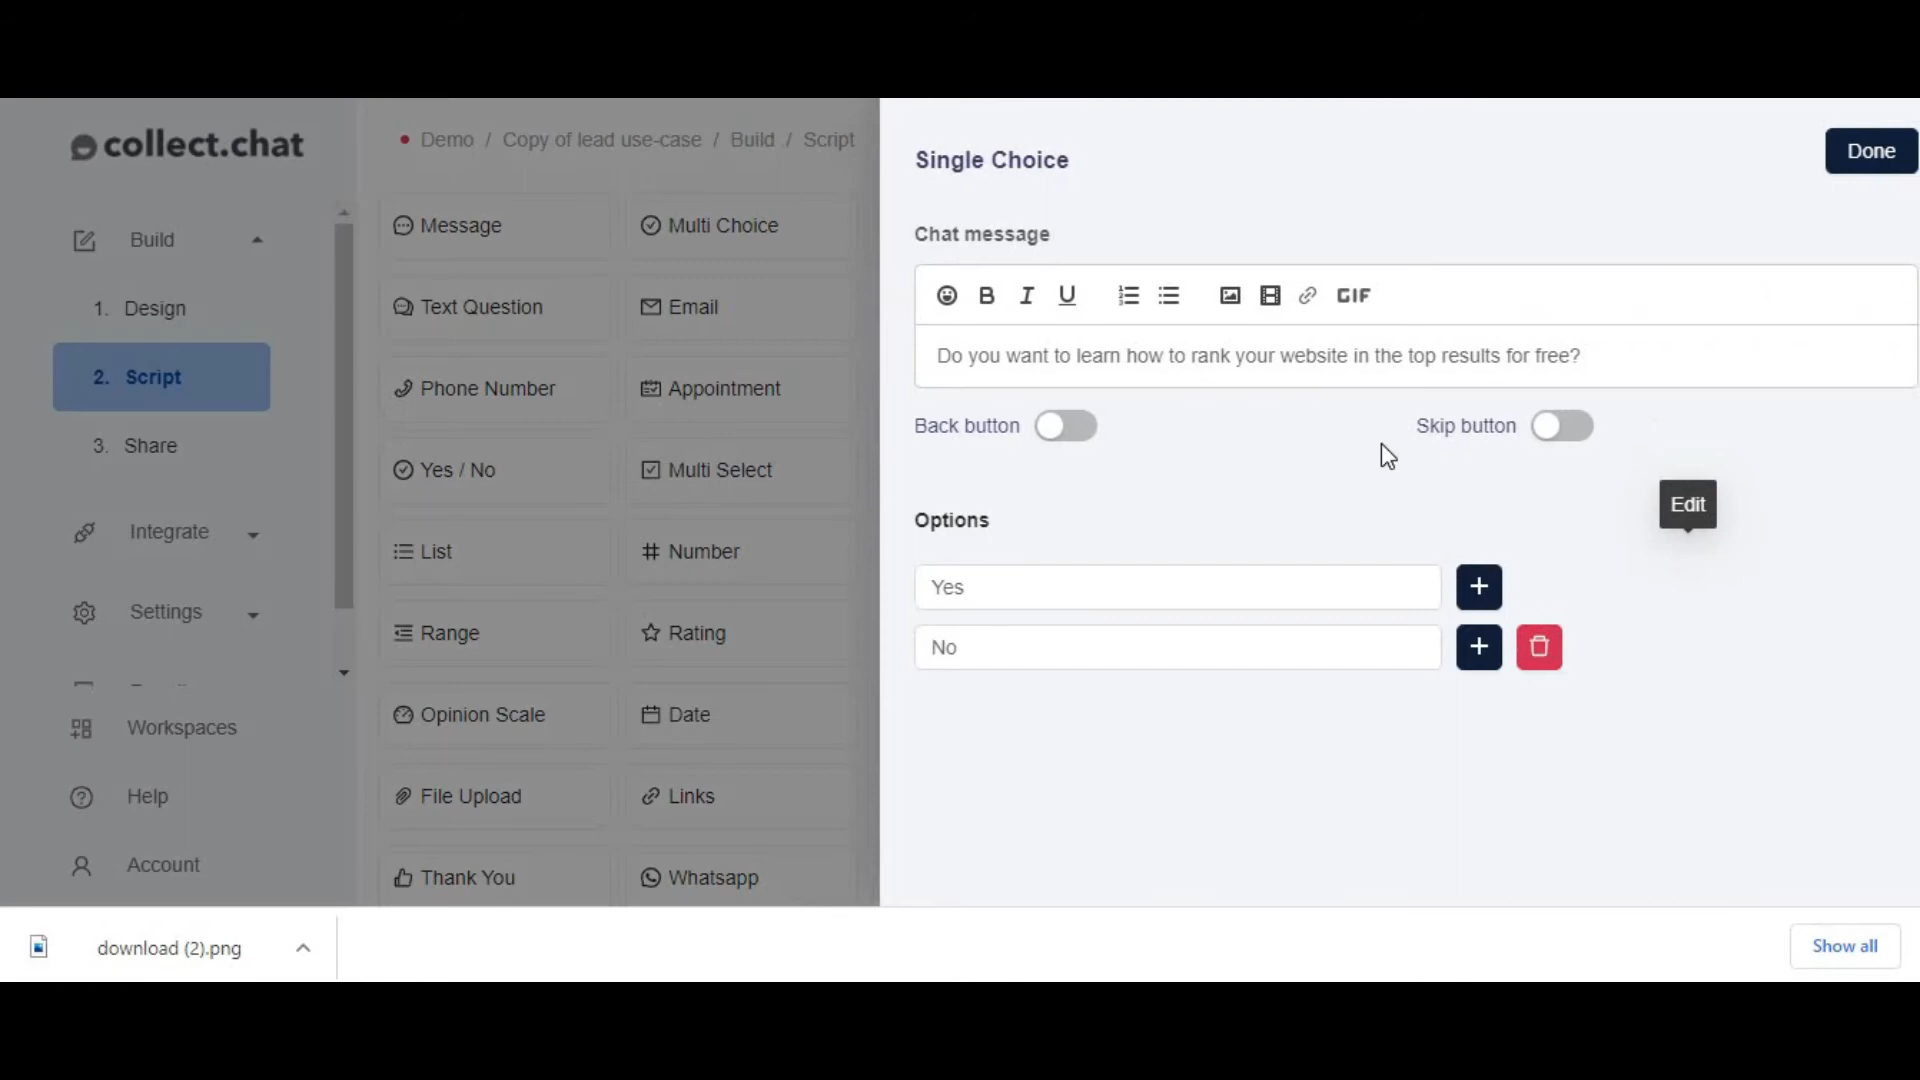 collect.chat
Build
1. Design
2. Script
3. Share
Integrate
Settings
Workspaces
Help
Account
Demo / Copy of lead use-case / Build / Script
Message
Multi Choice
Text Question
Email
Phone Number
Appointment
Yes / No
Multi Select
List
Number
Range
Rating
Opinion Scale
Date
File Upload
Links
Thank You
Whatsapp
Single Choice
Done
Chat message
B I U GIF
Do you want to learn how to rank your website in the top results for free?
Back button
Skip button
Edit
Options
Yes
No
download (2).png
Show all